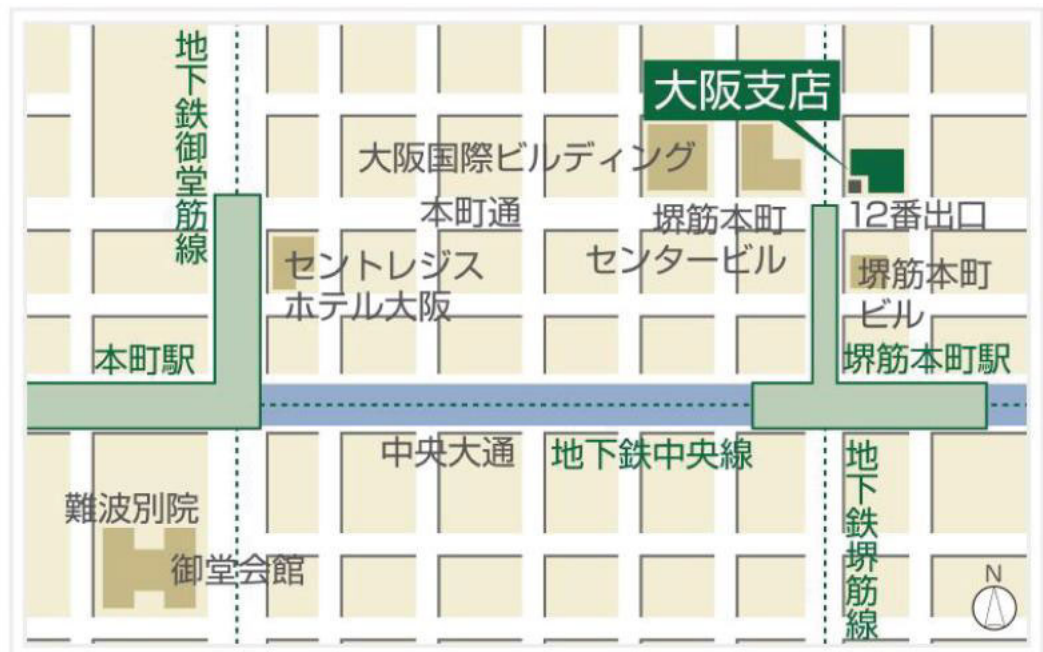 地下鉄御堂筋線
大阪支店
大阪国際ビルディング
本町通
堺筋本町
センタービル
12番出口
セントレジス
ホテル大阪
堺筋本町
ビル
本町駅
堺筋本町駅
中央大通
地下鉄中央線
地下鉄堺筋線
難波別院
御堂会館
N